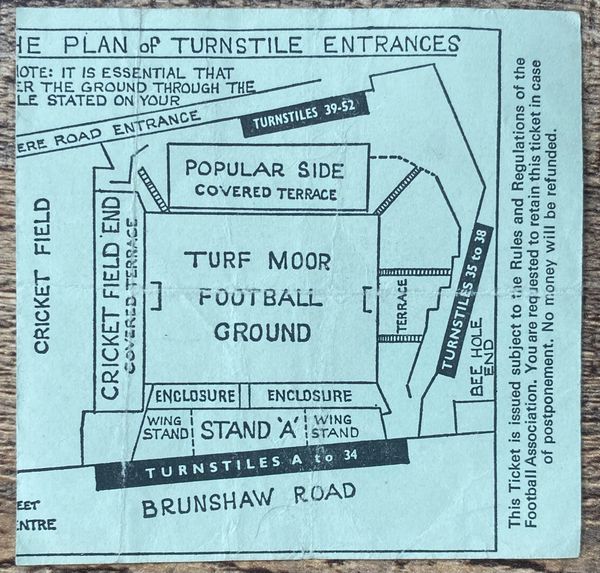 HE PLAN of TURNSTILE ENTRANCES
NOTE: IT IS ESSENTIAL THAT
ER THE GROUND THROUGH THE
LE STATED ON YOUR
ERE ROAD ENTRANCE
TURNSTILES 39-52
POPULAR SIDE
COVERED TERRACE
CRICKET FIELD
CRICKET FIELD END
COVERED TERRACE
TURF MOOR
FOOTBALL
GROUND
TERRACE
TURNSTILES 35 to 38
BEE HOLE
END
ENCLOSURE
ENCLOSURE
WING
STAND
STAND 'A'
WING
STAND
TURNSTILES A to 34
BRUNSHAW ROAD
EET
ENTRE
This Ticket is issued subject to the Rules and Regulations of the
Football Association. You are requested to retain this ticket in case
of postponement. No money will be refunded.